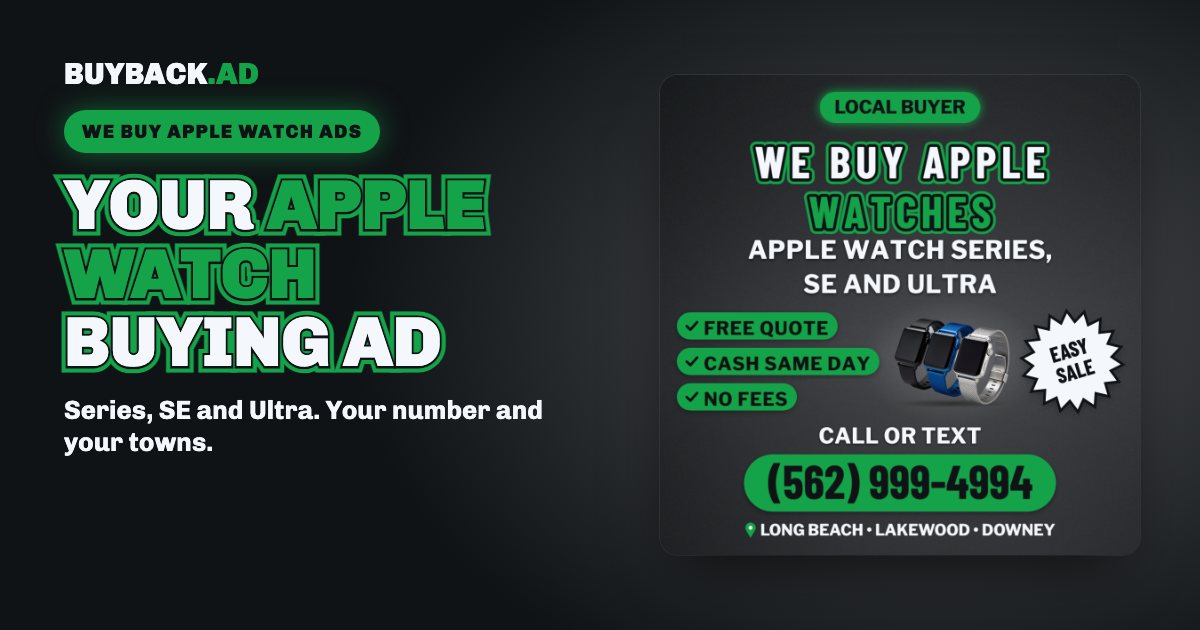 BUYBACK.AD
WE BUY APPLE WATCH ADS
YOUR APPLE
WATCH
BUYING AD
Series, SE and Ultra. Your number and
your towns.
LOCAL BUYER
WE BUY APPLE
WATCHES
APPLE WATCH SERIES,
SE AND ULTRA
FREE QUOTE
CASH SAME DAY
NO FEES
EASY
SALE
CALL OR TEXT
(562) 999-4994
LONG BEACH • LAKEWOOD • DOWNEY